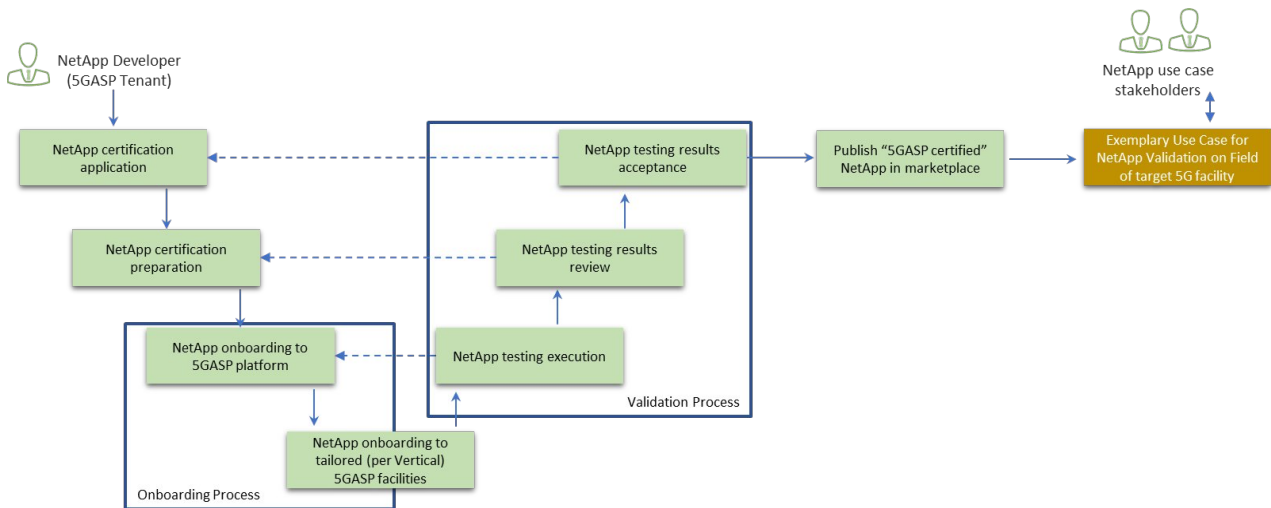 NetApp Developer
(5GASP Tenant)
NetApp use case
stakeholders
NetApp certification
application
NetApp testing results
acceptance
Publish “5GASP certified”
NetApp in marketplace
Exemplary Use Case for
NetApp Validation on Field
of target 5G facility
NetApp certification
preparation
NetApp testing results
review
NetApp onboarding to
5GASP platform
NetApp testing execution
Validation Process
NetApp onboarding to
tailored (per Vertical)
5GASP facilities
Onboarding Process